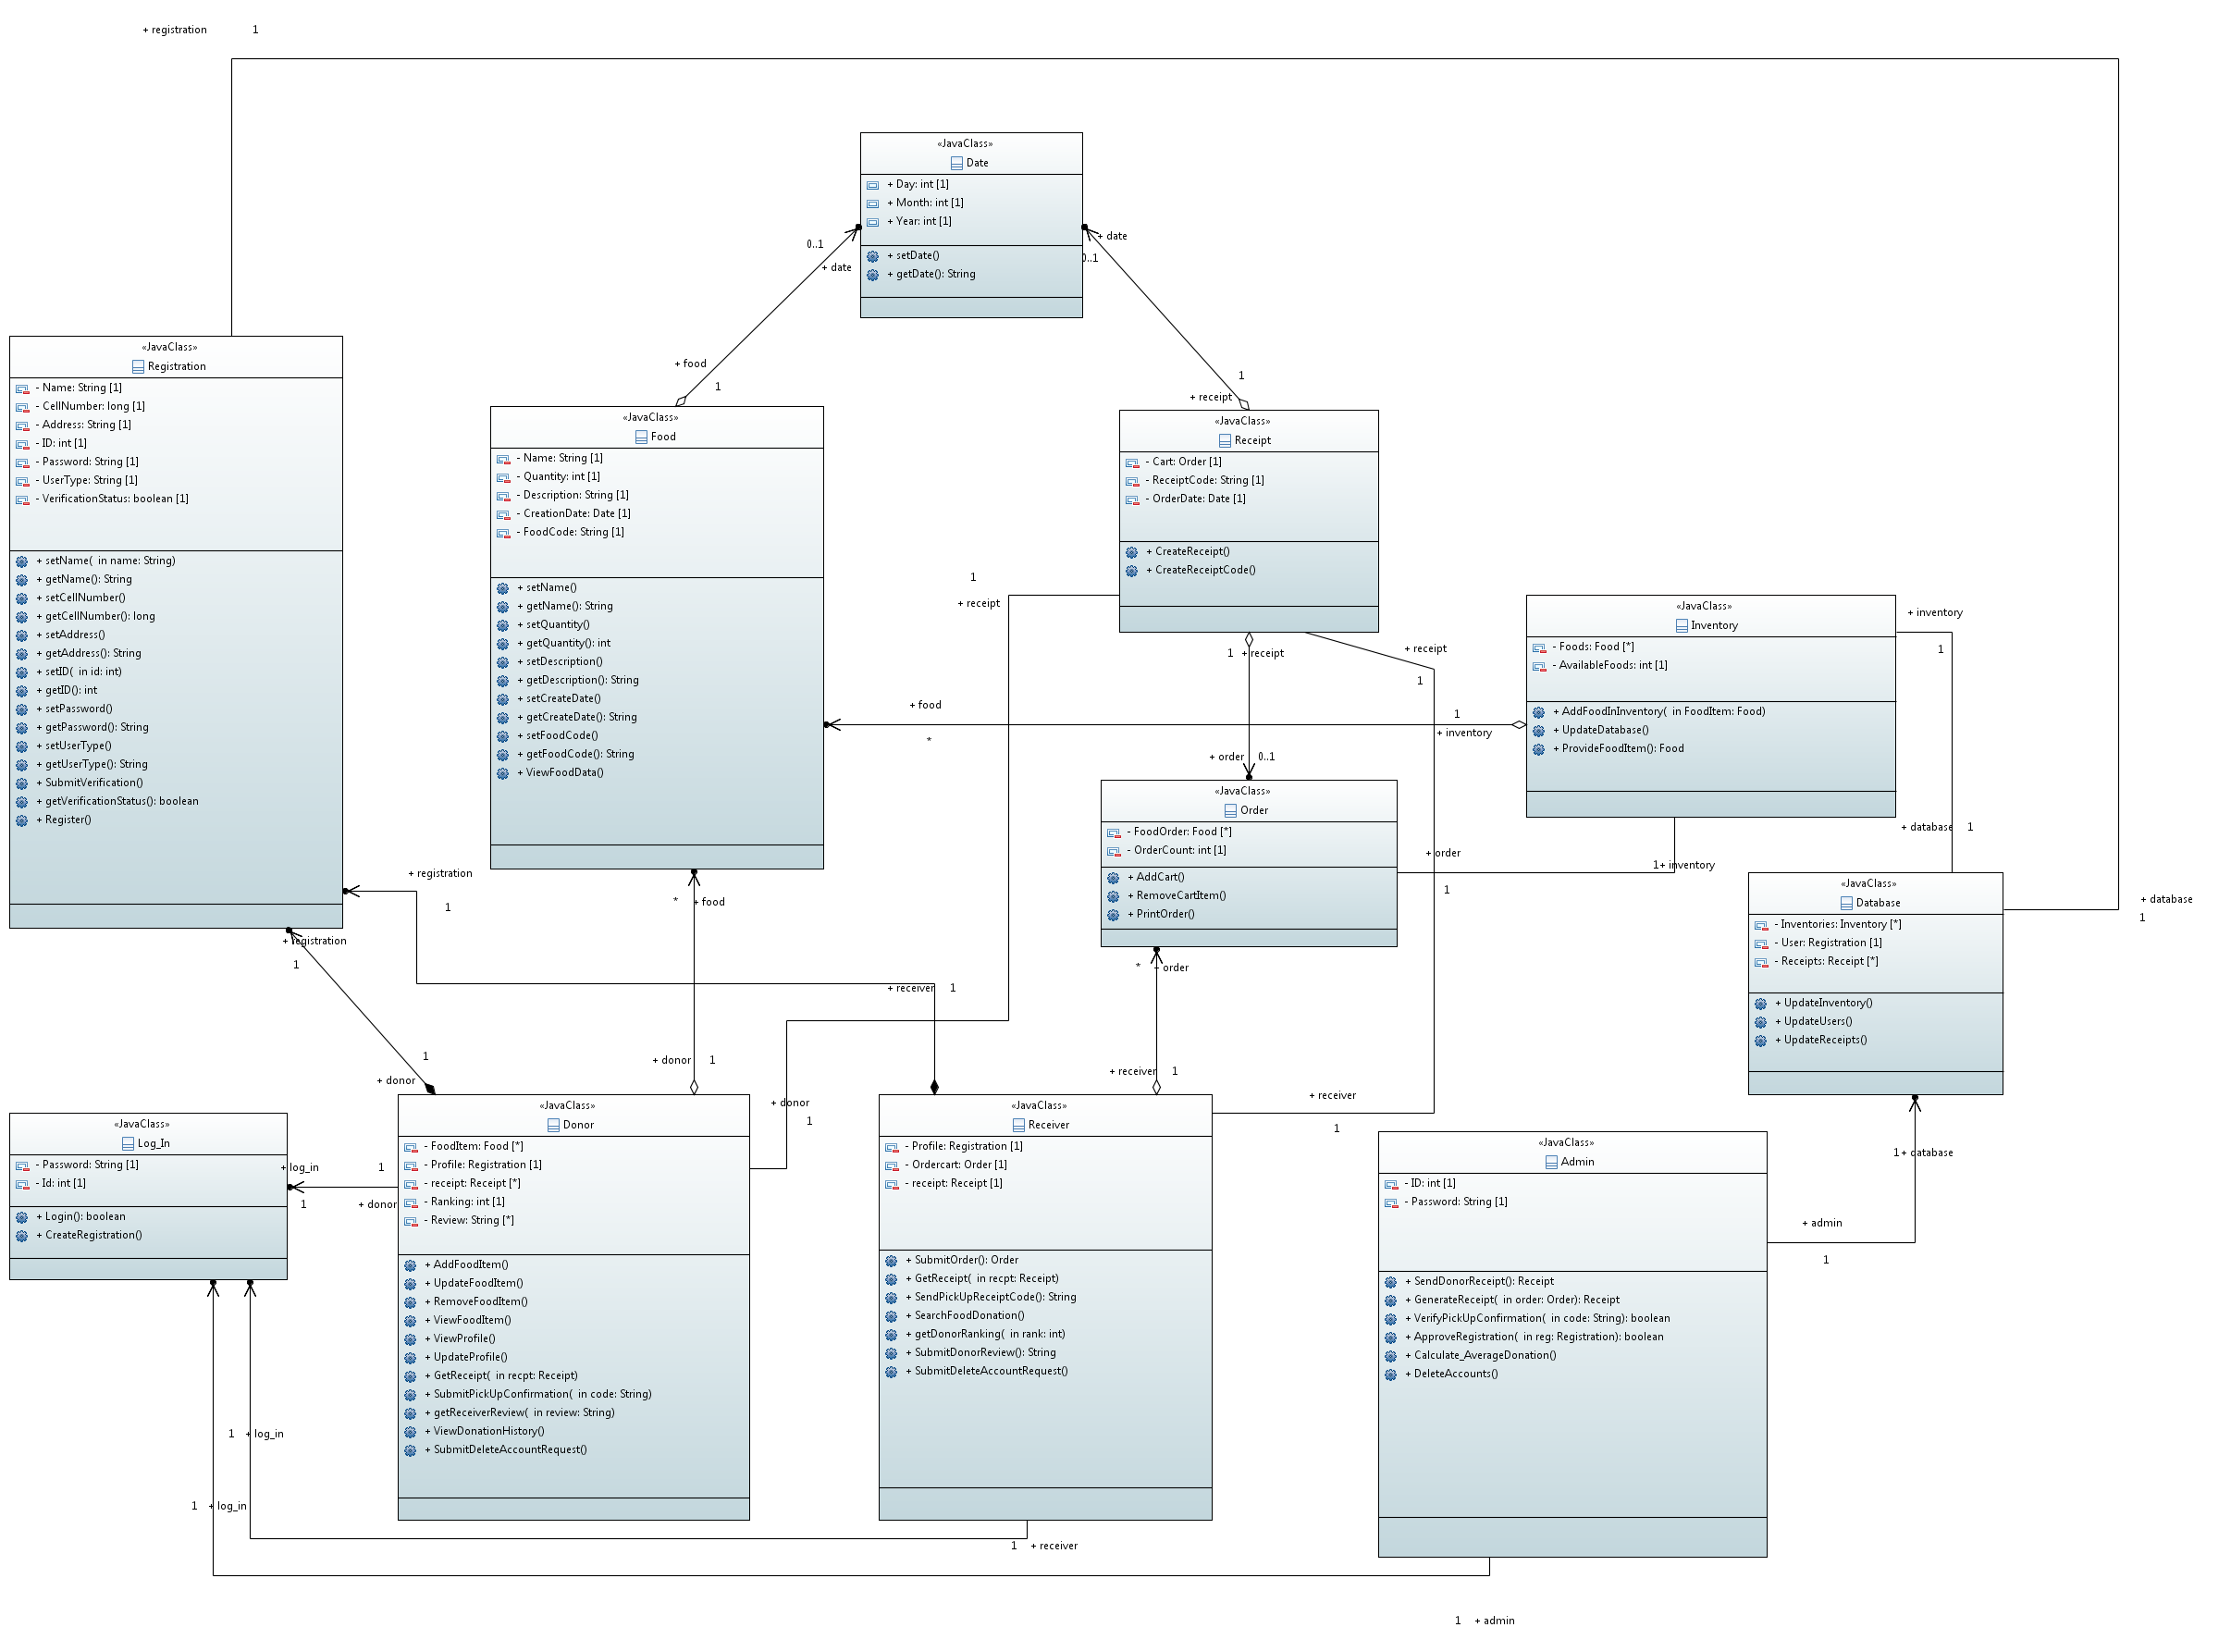 + registration 1
«JavaClass»
Date
+ Day: int [1]
+ Month: int [1]
+ Year: int [1]
+ setDate()
+ getDate(): String
0..1
+ date
+ date
0..1
+ food
1
1
+ receipt
«JavaClass»
Registration
- Name: String [1]
- CellNumber: long [1]
- Address: String [1]
- ID: int [1]
- Password: String [1]
- UserType: String [1]
- VerificationStatus: boolean [1]
+ setName( in name: String)
+ getName(): String
+ setCellNumber()
+ getCellNumber(): long
+ setAddress()
+ getAddress(): String
+ setID( in id: int)
+ getID(): int
+ setPassword()
+ getPassword(): String
+ setUserType()
+ getUserType(): String
+ SubmitVerification()
+ getVerificationStatus(): boolean
+ Register()
«JavaClass»
Food
- Name: String [1]
- Quantity: int [1]
- Description: String [1]
- CreationDate: Date [1]
- FoodCode: String [1]
+ setName()
+ getName(): String
+ setQuantity()
+ getQuantity(): int
+ setDescription()
+ getDescription(): String
+ setCreateDate()
+ getCreateDate(): String
+ setFoodCode()
+ getFoodCode(): String
+ ViewFoodData()
«JavaClass»
Receipt
- Cart: Order [1]
- ReceiptCode: String [1]
- OrderDate: Date [1]
+ CreateReceipt()
+ CreateReceiptCode()
1
+ receipt
1 + receipt
+ receipt
1
«JavaClass»
Inventory
- Foods: Food [*]
- AvailableFoods: int [1]
+ AddFoodInInventory( in FoodItem: Food)
+ UpdateDatabase()
+ ProvideFoodItem(): Food
+ inventory
1
+ food
*
1
+ inventory
+ order 0..1
«JavaClass»
Order
- FoodOrder: Food [*]
- OrderCount: int [1]
+ AddCart()
+ RemoveCartItem()
+ PrintOrder()
+ order
1
1 + inventory
+ database 1
«JavaClass»
Database
- Inventories: Inventory [*]
- User: Registration [1]
- Receipts: Receipt [*]
+ UpdateInventory()
+ UpdateUsers()
+ UpdateReceipts()
+ database
1
+ registration
1
* + food
+ registration
1
* + order
+ receiver 1
1
+ donor
+ donor 1
+ donor
1
+ receiver 1
+ receiver
1
«JavaClass»
Log_In
- Password: String [1]
- Id: int [1]
+ Login(): boolean
+ CreateRegistration()
+ log_in
1
1
+ donor
«JavaClass»
Donor
- FoodItem: Food [*]
- Profile: Registration [1]
- receipt: Receipt [*]
- Ranking: int [1]
- Review: String [*]
+ AddFoodItem()
+ UpdateFoodItem()
+ RemoveFoodItem()
+ ViewFoodItem()
+ ViewProfile()
+ UpdateProfile()
+ GetReceipt( in recpt: Receipt)
+ SubmitPickUpConfirmation( in code: String)
+ getReceiverReview( in review: String)
+ ViewDonationHistory()
+ SubmitDeleteAccountRequest()
«JavaClass»
Receiver
- Profile: Registration [1]
- Ordercart: Order [1]
- receipt: Receipt [1]
+ SubmitOrder(): Order
+ GetReceipt( in recpt: Receipt)
+ SendPickUpReceiptCode(): String
+ SearchFoodDonation()
+ getDonorRanking( in rank: int)
+ SubmitDonorReview(): String
+ SubmitDeleteAccountRequest()
«JavaClass»
Admin
- ID: int [1]
- Password: String [1]
+ SendDonorReceipt(): Receipt
+ GenerateReceipt( in order: Order): Receipt
+ VerifyPickUpConfirmation( in code: String): boolean
+ ApproveRegistration( in reg: Registration): boolean
+ Calculate_AverageDonation()
+ DeleteAccounts()
1 + database
+ admin
1
1 + log_in
1 + log_in
1 + receiver
1 + admin